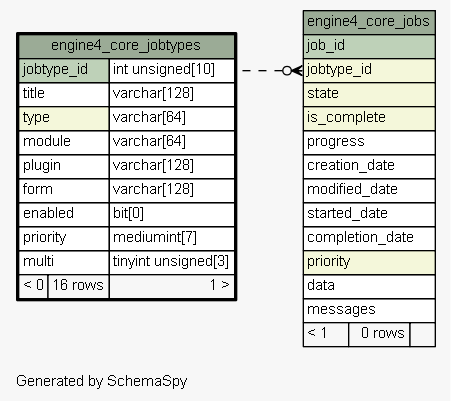 engine4_core_jobtypes
jobtype_id int unsigned[10]
title varchar[128]
type varchar[64]
module varchar[64]
plugin varchar[128]
form varchar[128]
enabled bit[0]
priority mediumint[7]
multi tinyint unsigned[3]
< 0 16 rows 1 >
engine4_core_jobs
job_id
jobtype_id
state
is_complete
progress
creation_date
modified_date
started_date
completion_date
priority
data
messages
< 1 0 rows
Generated by SchemaSpy